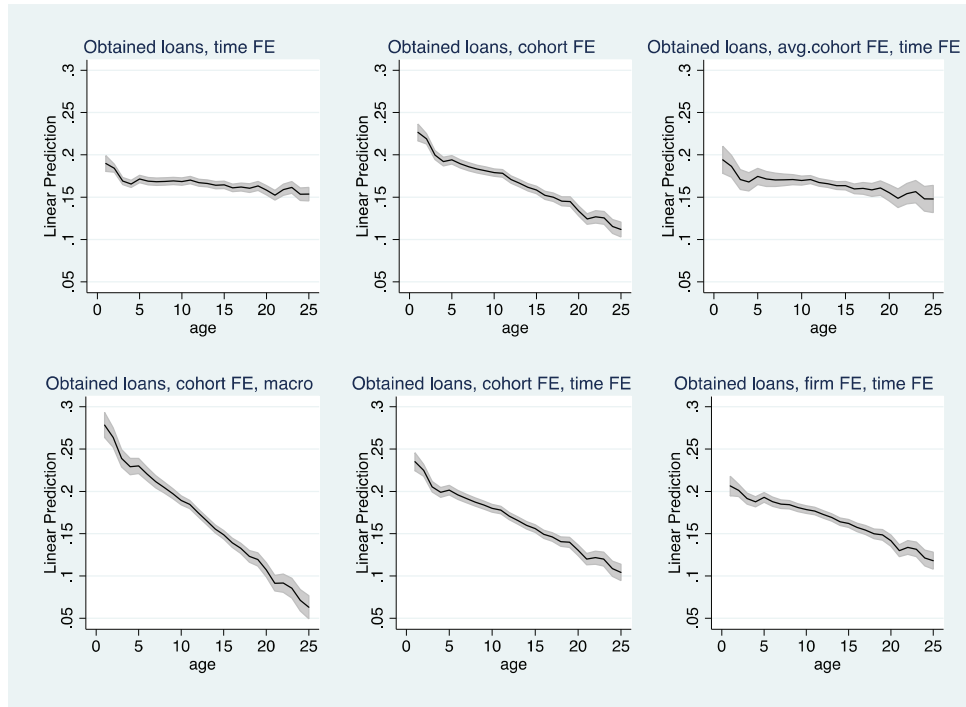 Obtained loans, time FE
Linear Prediction
.05 .1 .15 .2 .25 .3
0 5 10 15 20 25
age
Obtained loans, cohort FE
Linear Prediction
.05 .1 .15 .2 .25 .3
0 5 10 15 20 25
age
Obtained loans, avg.cohort FE, time FE
Linear Prediction
.05 .1 .15 .2 .25 .3
0 5 10 15 20 25
age
Obtained loans, cohort FE, macro
Linear Prediction
.05 .1 .15 .2 .25 .3
0 5 10 15 20 25
age
Obtained loans, cohort FE, time FE
Linear Prediction
.05 .1 .15 .2 .25 .3
0 5 10 15 20 25
age
Obtained loans, firm FE, time FE
Linear Prediction
.05 .1 .15 .2 .25 .3
0 5 10 15 20 25
age